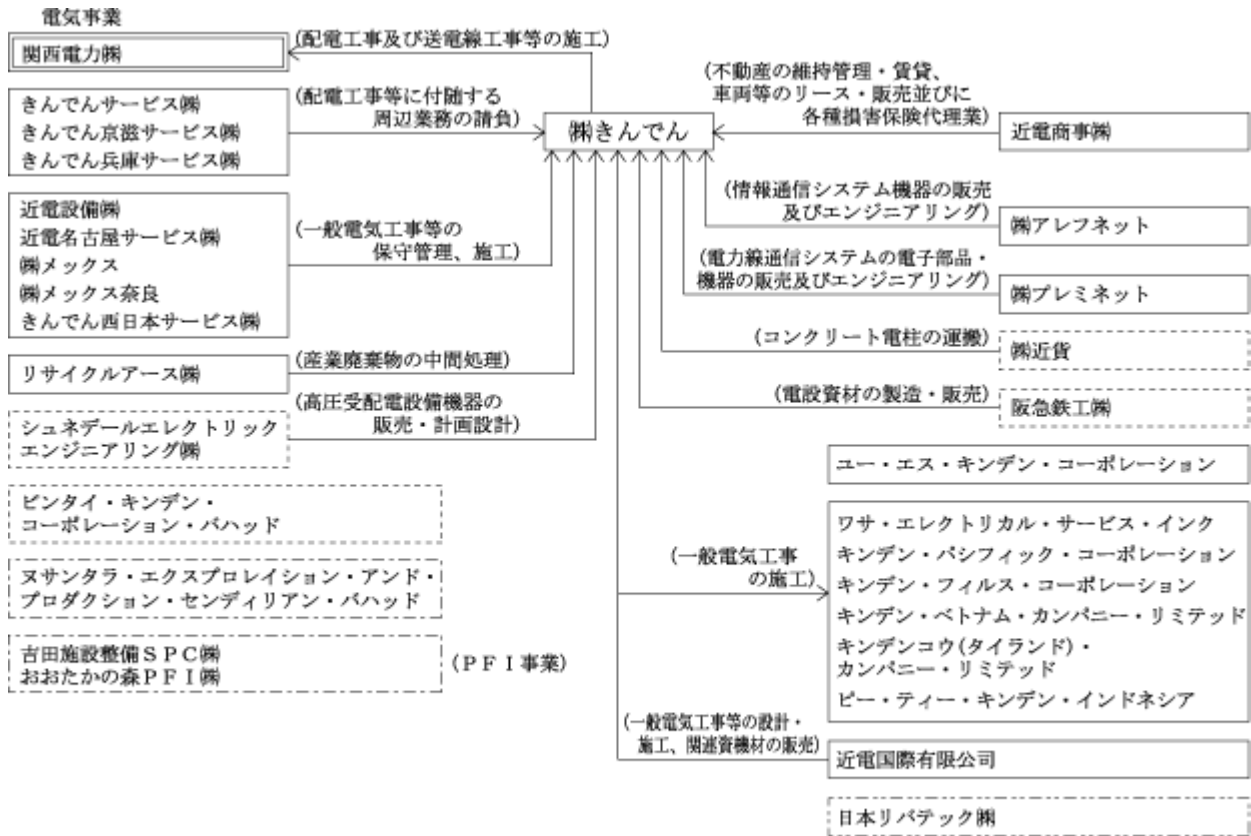 電気事業
関西電力㈱
(配電工事及び送電線工事等の施工)
きんでんサービス㈱
きんでん京滋サービス㈱
きんでん兵庫サービス㈱
(配電工事等に付随する
周辺業務の請負)
㈱きんでん
(不動産の維持管理・賃貸、
車両等のリース・販売並びに
各種損害保険代理業)
近電商事㈱
近電設備㈱
近電名古屋サービス㈱
㈱メックス
㈱メックス奈良
きんでん西日本サービス㈱
(一般電気工事等の
保守管理、施工)
(情報通信システム機器の販売
及びエンジニアリング)
㈱アレフネット
(電力線通信システムの電子部品・
機器の販売及びエンジニアリング)
㈱プレミネット
リサイクルアース㈱
(産業廃棄物の中間処理)
(コンクリート電柱の運搬)
㈱近貨
シュネデールエレクトリック
エンジニアリング㈱
(高圧受配電設備機器の
販売・計画設計)
(電設資材の製造・販売)
阪急鉄工㈱
ビンタイ・キンデン・
コーポレーション・バハッド
ヌサンタラ・エクスプロレイション・アンド・
プロダクション・センディリアン・バハッド
吉田施設整備ＳＰＣ㈱
おおたかの森ＰＦＩ㈱
(ＰＦＩ事業)
ユー・エス・キンデン・コーポレーション
(一般電気工事
の施工)
ワサ・エレクトリカル・サービス・インク
キンデン・パシフィック・コーポレーション
キンデン・フィルス・コーポレーション
キンデン・ベトナム・カンパニー・リミテッド
キンデンコウ(タイランド)・
カンパニー・リミテッド
ピー・ティー・キンデン・インドネシア
(一般電気工事等の設計・
施工、関連資機材の販売)
近電国際有限公司
日本リバテック㈱